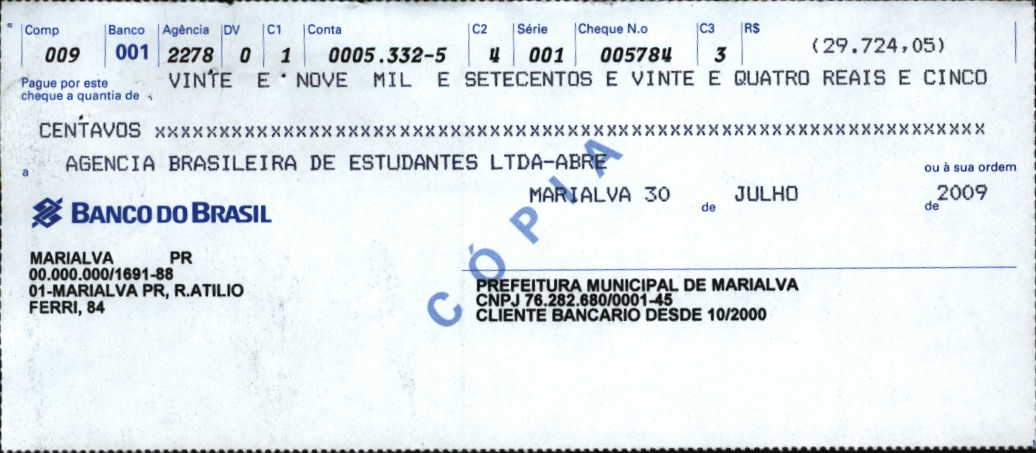 Comp Banco Agência DV C1 Conta C2 Série Cheque N.o C3 R$
009 001 2278 0 1 0005.332-5 4 001 005784 3 (29.724,05)
Pague por este
cheque a quantia de VINTE E NOVE MIL E SETECENTOS E VINTE E QUATRO REAIS E CINCO
CENTAVOS xxxxxxxxxxxxxxxxxxxxxxxxxxxxxxxxxxxxxxxxxxxxxxxxxxxxxxxxxxxxxxxxx
a AGENCIA BRASILEIRA DE ESTUDANTES LTDA-ABRE ou à sua ordem
MARIALVA 30 de JULHO de 2009
BANCO DO BRASIL
CÓPIA
MARIALVA PR
00.000.000/1691-88
01-MARIALVA PR, R.ATILIO
FERRI, 84
PREFEITURA MUNICIPAL DE MARIALVA
CNPJ 76.282.680/0001-45
CLIENTE BANCARIO DESDE 10/2000